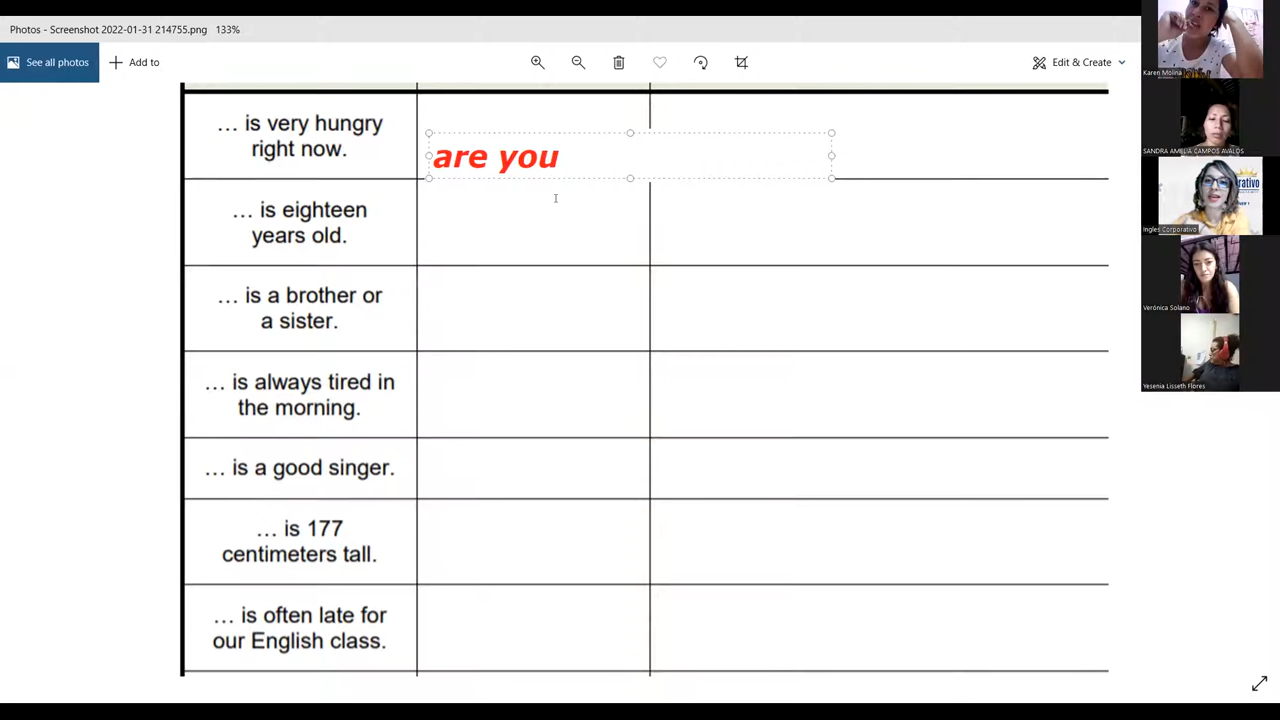 Photos - Screenshot 2022-01-31 214755.png 133%
See all photos
Add to
Edit & Create
… is very hungry
right now.
are you
… is eighteen
years old.
… is a brother or
a sister.
… is always tired in
the morning.
… is a good singer.
… is 177
centimeters tall.
… is often late for
our English class.
Karen Molina
SANDRA AMELIA CAMPOS AVALOS
rativo
Ingles Corporativo
Verónica Solano
Yesenia Lisseth Flores